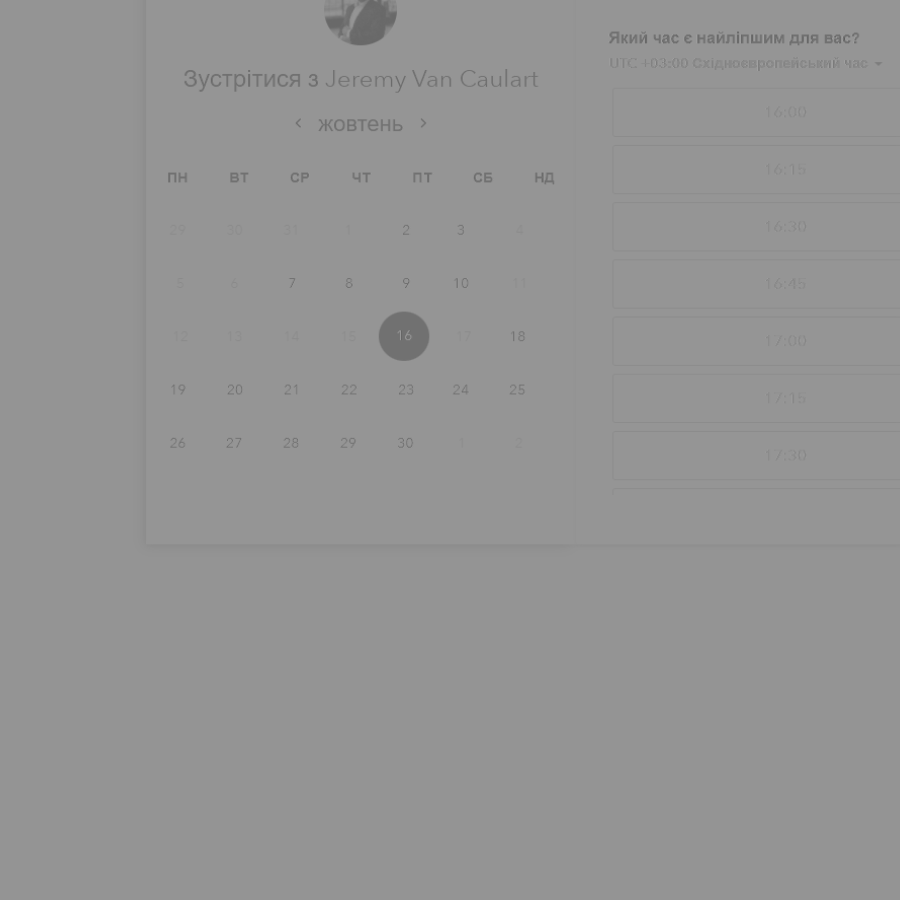 Зустрітися з Jeremy Van Caulart
жовтень
ПН ВТ СР ЧТ ПТ СБ НД
29 30 31 1 2 3 4
5 6 7 8 9 10 11
12 13 14 15 16 17 18
19 20 21 22 23 24 25
26 27 28 29 30 1 2
Який час є найліпшим для вас?
UTC +03:00 Східноєвропейський час
16:00
16:15
16:30
16:45
17:00
17:15
17:30